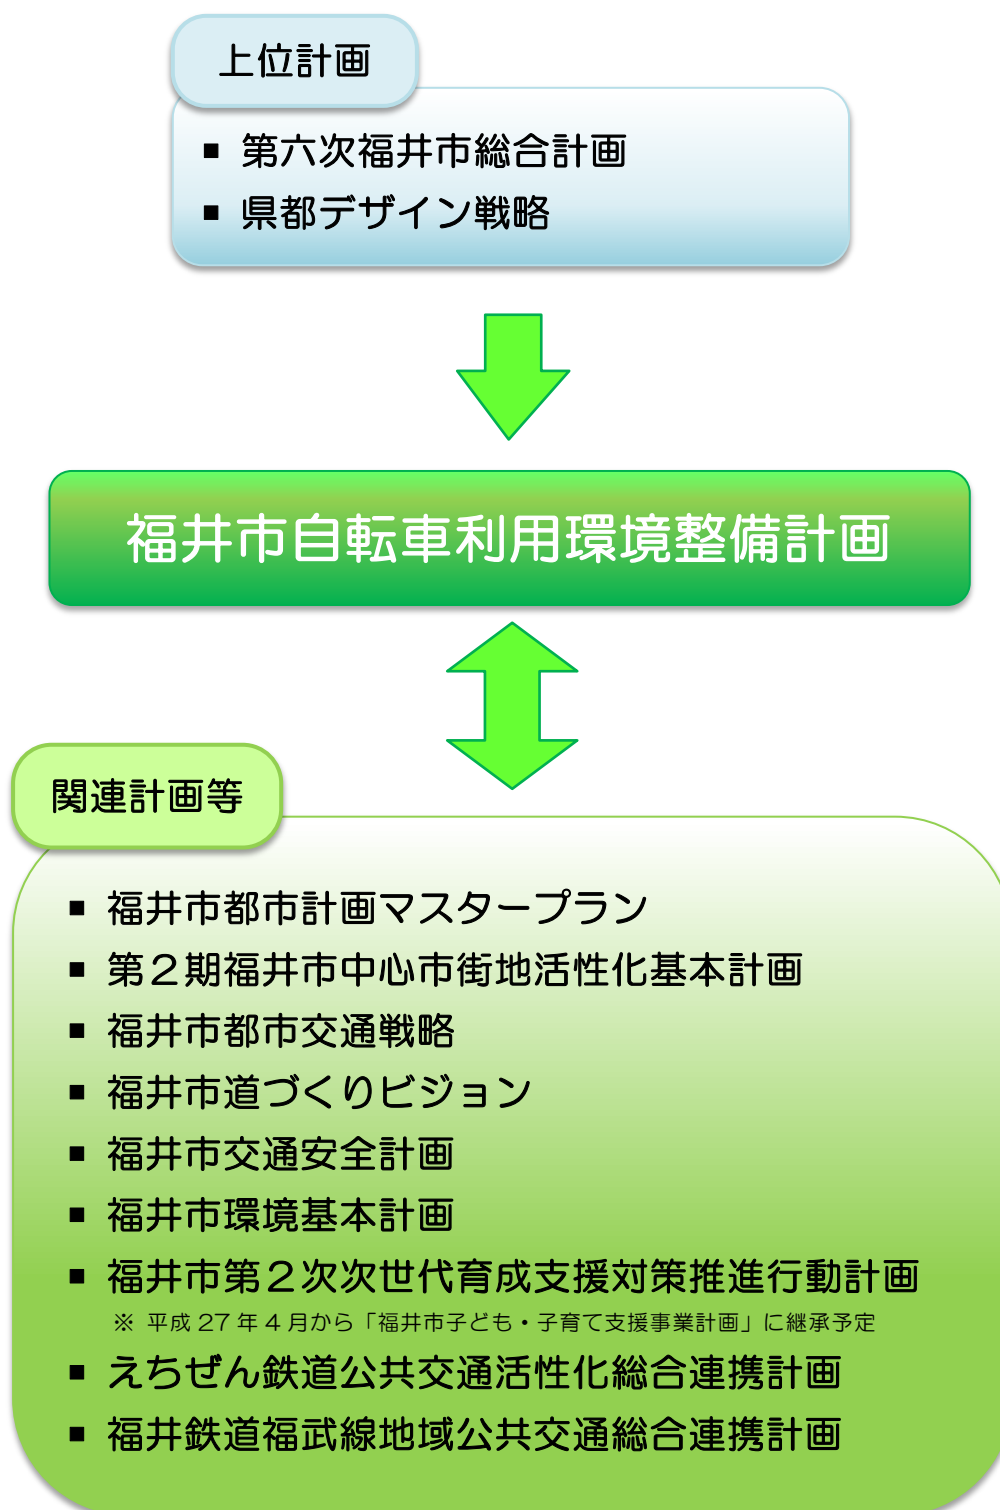 上位計画
▪ 第六次福井市総合計画
▪ 県都デザイン戦略
福井市自転車利用環境整備計画
関連計画等
▪ 福井市都市計画マスタープラン
▪ 第２期福井市中心市街地活性化基本計画
▪ 福井市都市交通戦略
▪ 福井市道づくりビジョン
▪ 福井市交通安全計画
▪ 福井市環境基本計画
▪ 福井市第２次次世代育成支援対策推進行動計画
※ 平成 27 年 4 月から「福井市子ども・子育て支援事業計画」に継承予定
▪ えちぜん鉄道公共交通活性化総合連携計画
▪ 福井鉄道福武線地域公共交通総合連携計画